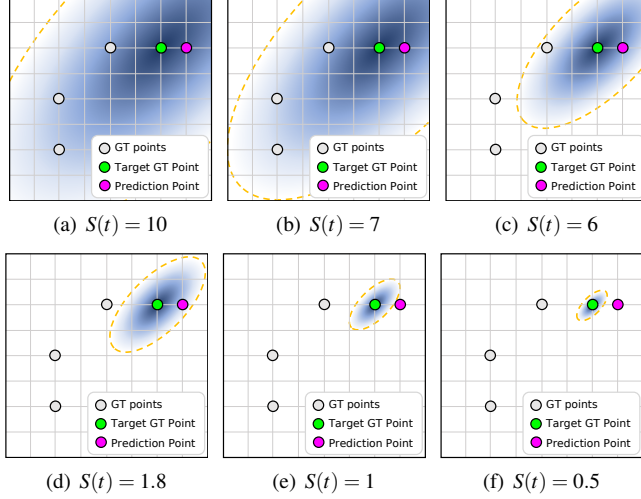 GT points
Target GT Point
Prediction Point
(a) S(t) = 10
GT points
Target GT Point
Prediction Point
(b) S(t) = 7
GT points
Target GT Point
Prediction Point
(c) S(t) = 6
GT points
Target GT Point
Prediction Point
(d) S(t) = 1.8
GT points
Target GT Point
Prediction Point
(e) S(t) = 1
GT points
Target GT Point
Prediction Point
(f) S(t) = 0.5